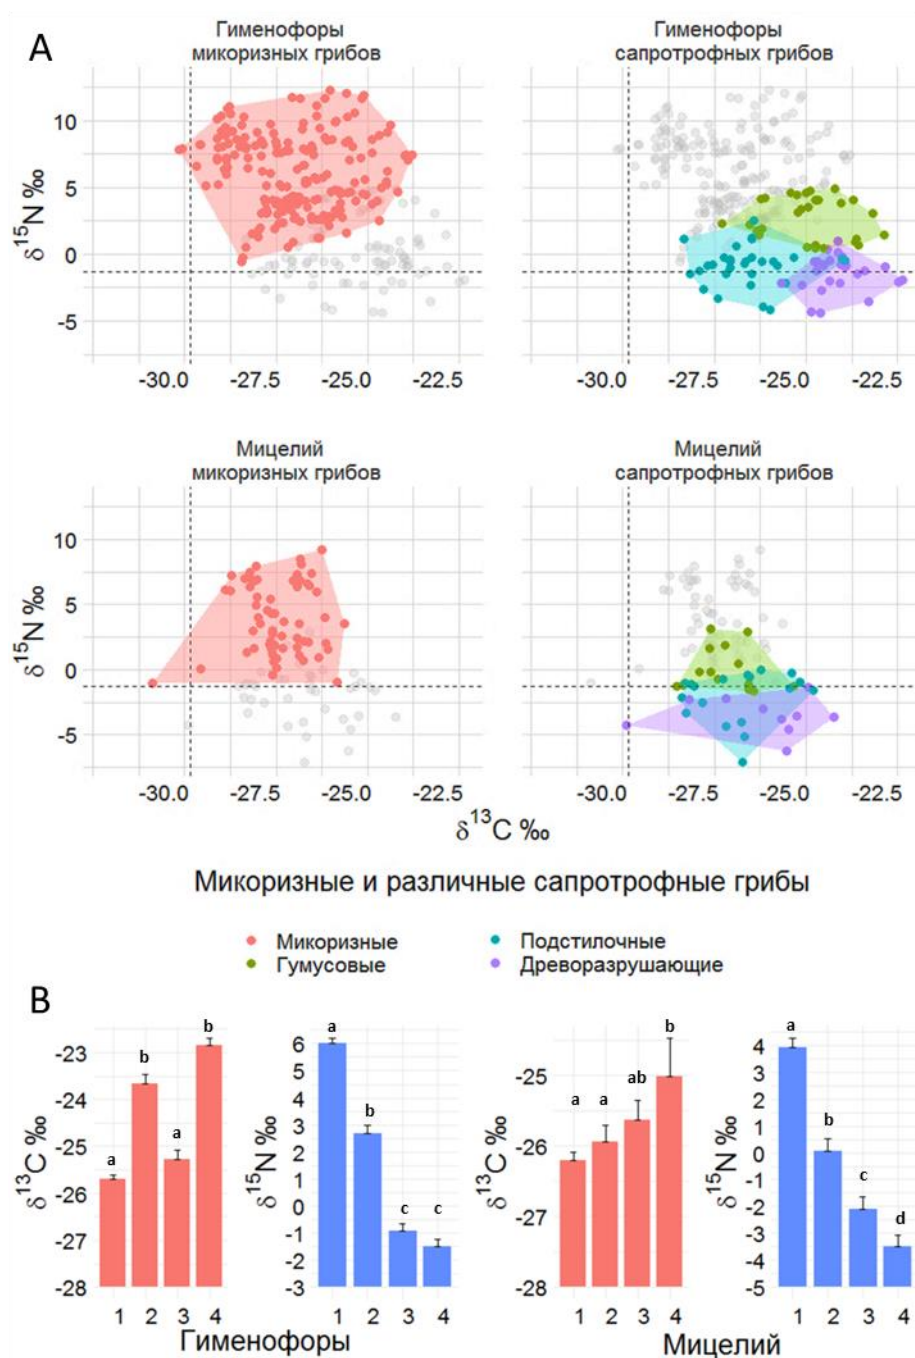 A
Гименофоры
микоризных грибов
Гименофоры
сапротрофных грибов
δ15N ‰
10
5
0
-5
-30.0 -27.5 -25.0 -22.5
-30.0 -27.5 -25.0 -22.5
Мицелий
микоризных грибов
Мицелий
сапротрофных грибов
δ15N ‰
10
5
0
-5
-30.0 -27.5 -25.0 -22.5
-30.0 -27.5 -25.0 -22.5
δ13C ‰
Микоризные и различные сапротрофные грибы
Микоризные
Подстилочные
Гумусовые
Древоразрушающие
B
δ13C ‰
-23
-24
-25
-26
-27
-28
a b a b
1 2 3 4
δ15N ‰
6
5
4
3
2
1
0
-1
-2
-3
a b c c
1 2 3 4
Гименофоры
δ13C ‰
-25
-26
-27
-28
a a ab b
1 2 3 4
δ15N ‰
4
3
2
1
0
-1
-2
-3
-4
-5
a b c d
1 2 3 4
Мицелий